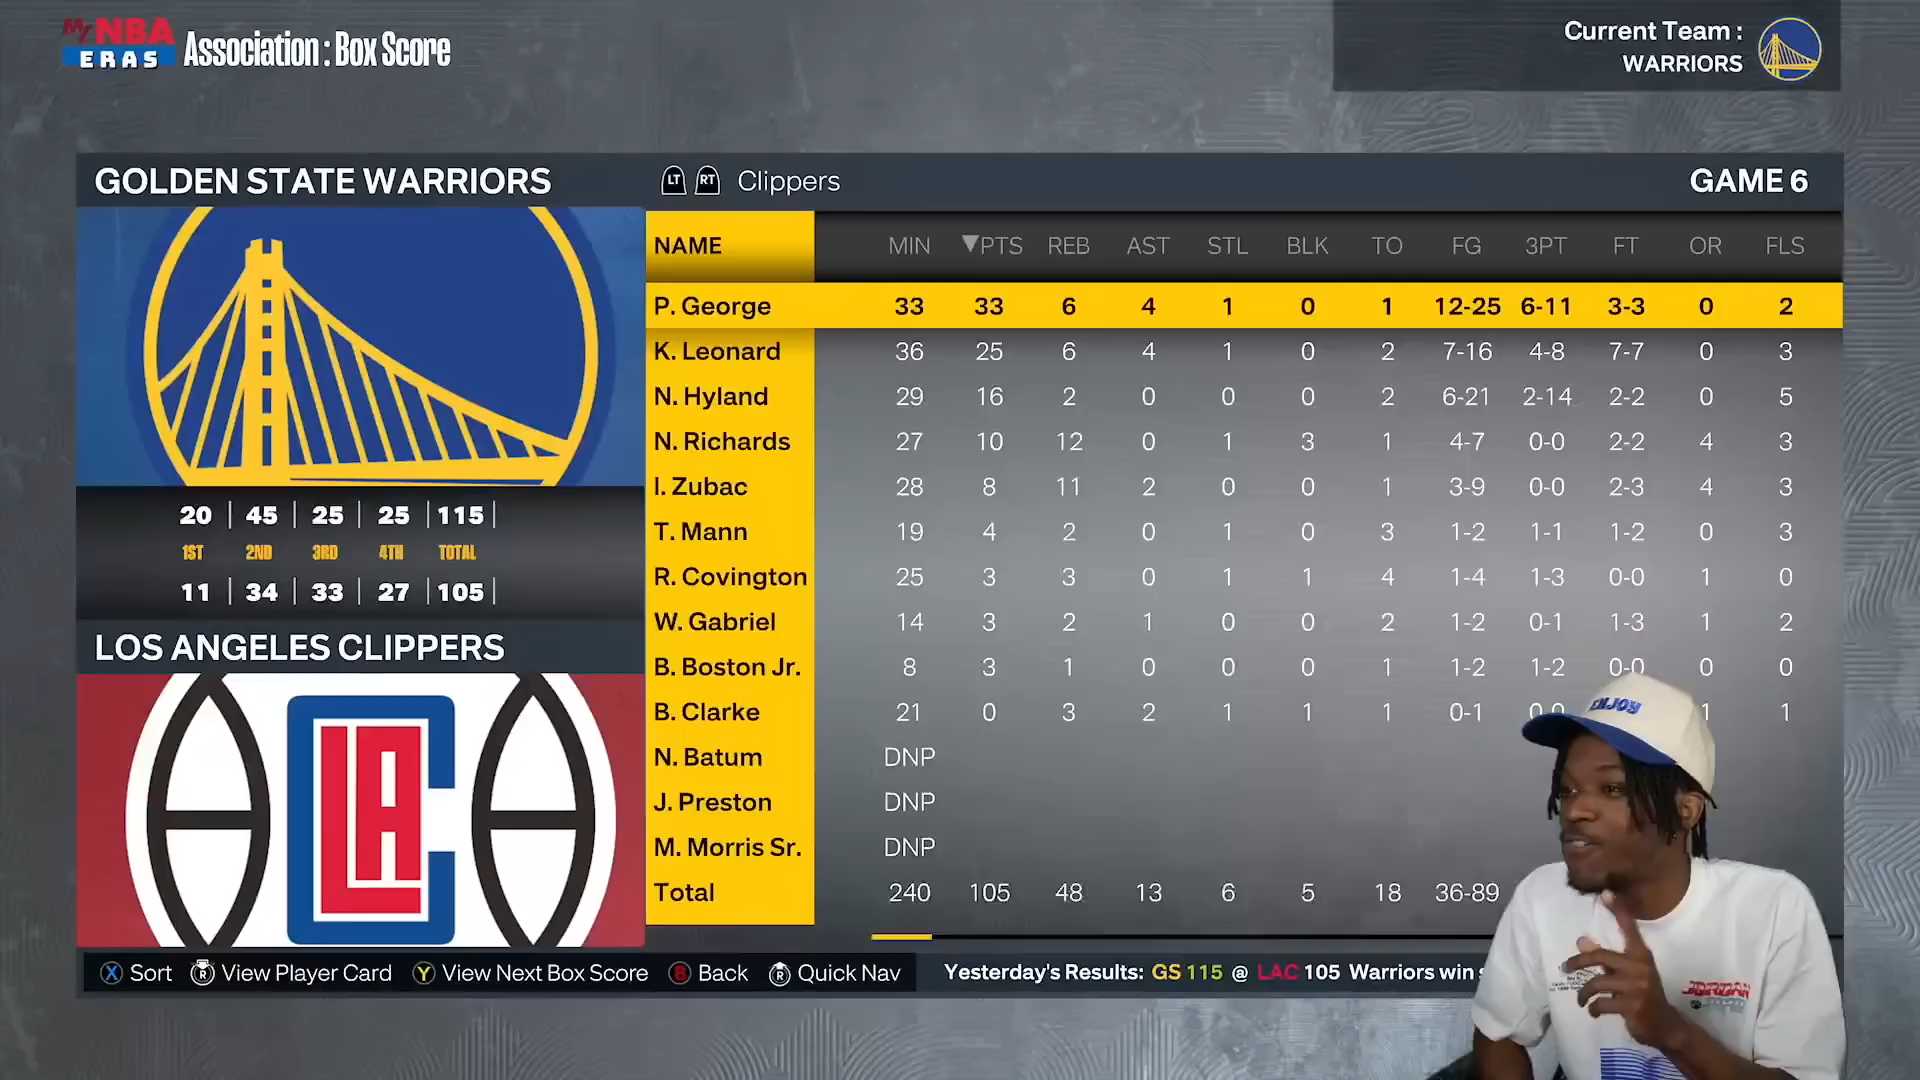 My NBA ERAS Association : Box Score
Current Team :
WARRIORS
GOLDEN STATE WARRIORS
20 | 45 | 25 | 25 | 115 |
1ST 2ND 3RD 4TH TOTAL
11 | 34 | 33 | 27 | 105 |
LOS ANGELES CLIPPERS
LA
LT RT Clippers GAME 6
NAME MIN ▼PTS REB AST STL BLK TO FG 3PT FT OR FLS
P. George 33 33 6 4 1 0 1 12-25 6-11 3-3 0 2
K. Leonard 36 25 6 4 1 0 2 7-16 4-8 7-7 0 3
N. Hyland 29 16 2 0 0 0 2 6-21 2-14 2-2 0 5
N. Richards 27 10 12 0 1 3 1 4-7 0-0 2-2 4 3
I. Zubac 28 8 11 2 0 0 1 3-9 0-0 2-3 4 3
T. Mann 19 4 2 0 1 0 3 1-2 1-1 1-2 0 3
R. Covington 25 3 3 0 1 1 4 1-4 1-3 0-0 1 0
W. Gabriel 14 3 2 1 0 0 2 1-2 0-1 1-3 1 2
B. Boston Jr. 8 3 1 0 0 0 1 1-2 1-2 0-0 0 0
B. Clarke 21 0 3 2 1 1 1 0-1 0-0 1 1
N. Batum DNP
J. Preston DNP
M. Morris Sr. DNP
Total 240 105 48 13 6 5 18 36-89
X Sort R View Player Card Y View Next Box Score B Back R Quick Nav
Yesterday's Results: GS 115 @ LAC 105 Warriors win
ENJOY
JORDAN